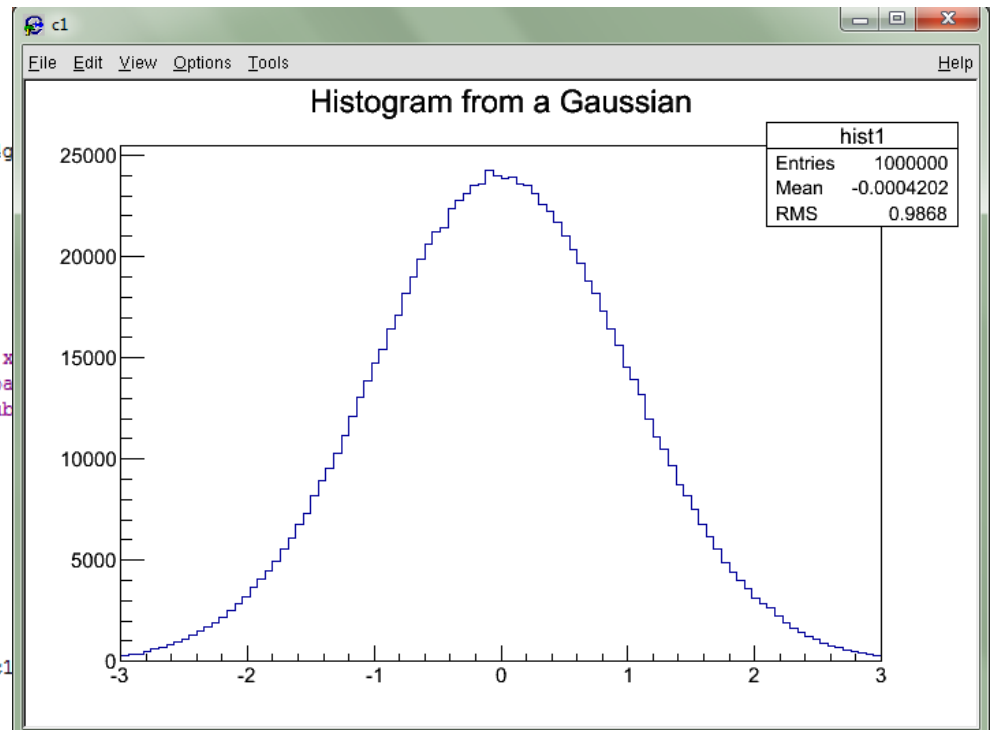 c1
File Edit View Options Tools Help
Histogram from a Gaussian
hist1
Entries 1000000
Mean -0.0004202
RMS 0.9868
25000
20000
15000
10000
5000
0
-3 -2 -1 0 1 2 3